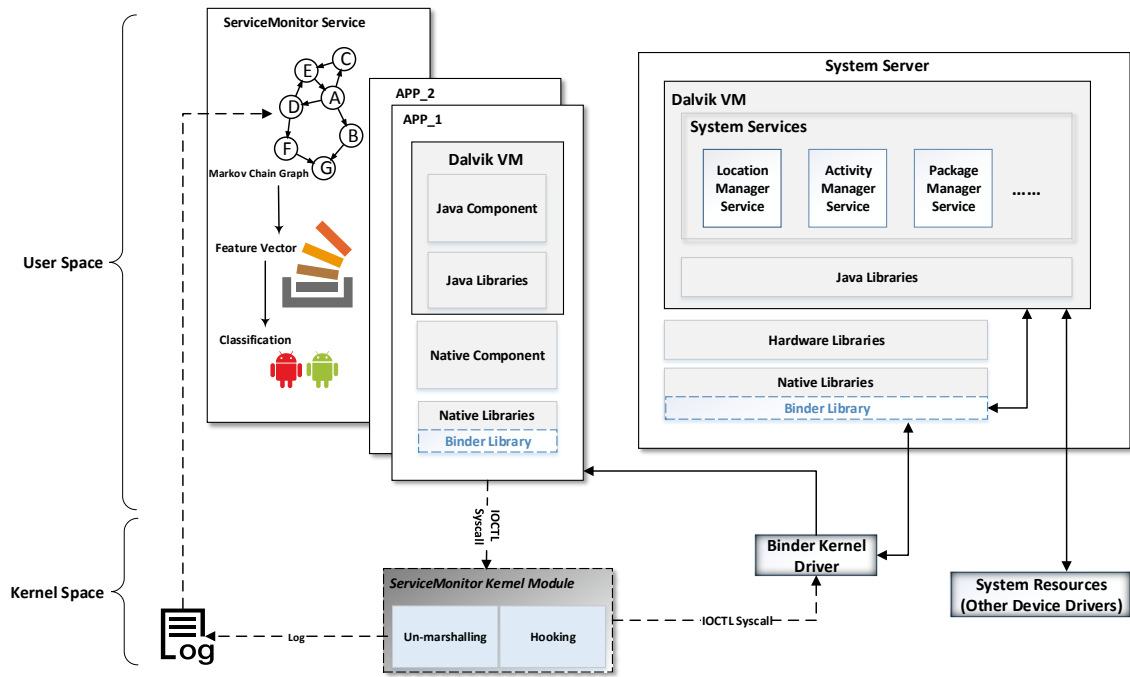 ServiceMonitor Service
E
C
D
A
B
F
G
Markov Chain Graph
Feature Vector
Classification
APP_2
APP_1
Dalvik VM
Java Component
Java Libraries
Native Component
Native Libraries
Binder Library
System Server
Dalvik VM
System Services
Location
Manager
Service
Activity
Manager
Service
Package
Manager
Service
......
Java Libraries
Hardware Libraries
Native Libraries
Binder Library
User Space
Kernel Space
IOCTL
Syscall
ServiceMonitor Kernel Module
Un-marshalling
Hooking
Log
Log
IOCTL Syscall
Binder Kernel
Driver
System Resources
(Other Device Drivers)